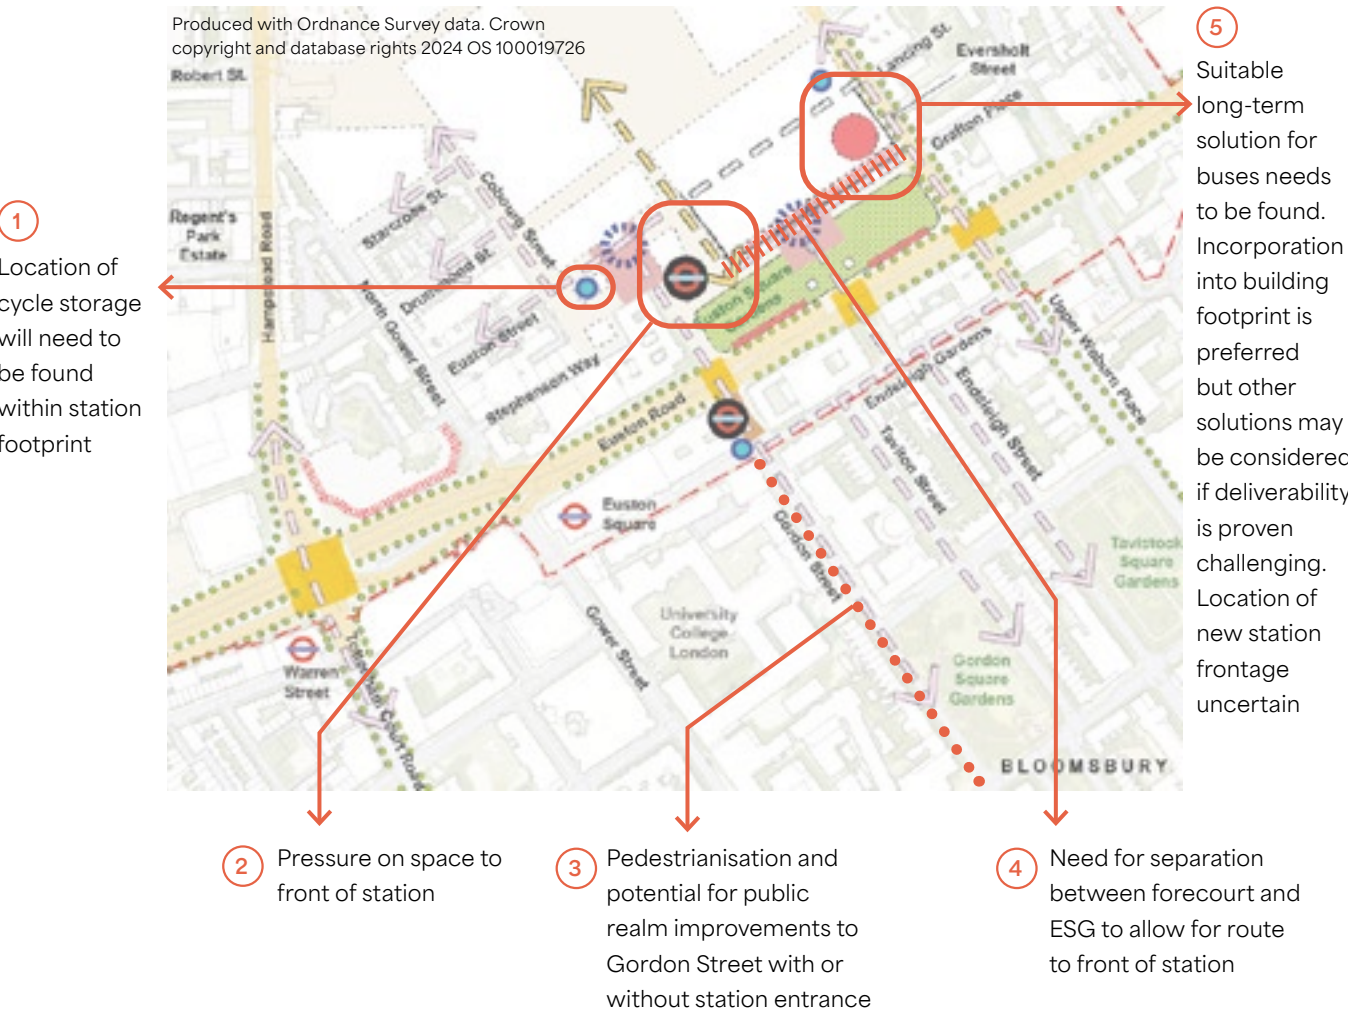 Produced with Ordnance Survey data. Crown
copyright and database rights 2024 OS 100019726
Robert St.
Lancing St.
Eversholt
Street
Grafton Place
Regent's
Park
Estate
Hampstead Road
Starcross St.
Cobourg Street
Drummond St.
North Gower Street
Euston Street
Stephenson Way
Euston Square
Gardens
Euston Road
Endsleigh Gardens
Upper Woburn Place
Endsleigh Street
Taviton Street
Gordon Street
Euston
Square
Tavistock
Square
Gardens
University
College
London
Gower Street
Gordon
Square
Gardens
Warren
Street
Tottenham Court Road
BLOOMSBURY
1
Location of
cycle storage
will need to
be found
within station
footprint
2
Pressure on space to
front of station
3
Pedestrianisation and
potential for public
realm improvements to
Gordon Street with or
without station entrance
4
Need for separation
between forecourt and
ESG to allow for route
to front of station
5
Suitable
long-term
solution for
buses needs
to be found.
Incorporation
into building
footprint is
preferred
but other
solutions may
be considered
if deliverability
is proven
challenging.
Location of
new station
frontage
uncertain